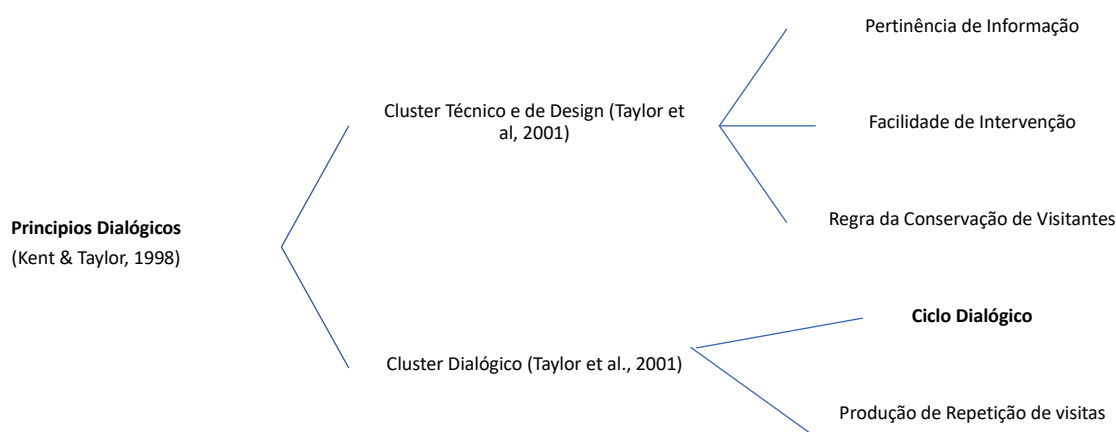 Pertinência de Informação
Cluster Técnico e de Design (Taylor et
al, 2001)
Facilidade de Intervenção
Regra da Conservação de Visitantes
Principios Dialógicos
(Kent & Taylor, 1998)
Ciclo Dialógico
Cluster Dialógico (Taylor et al., 2001)
Produção de Repetição de visitas